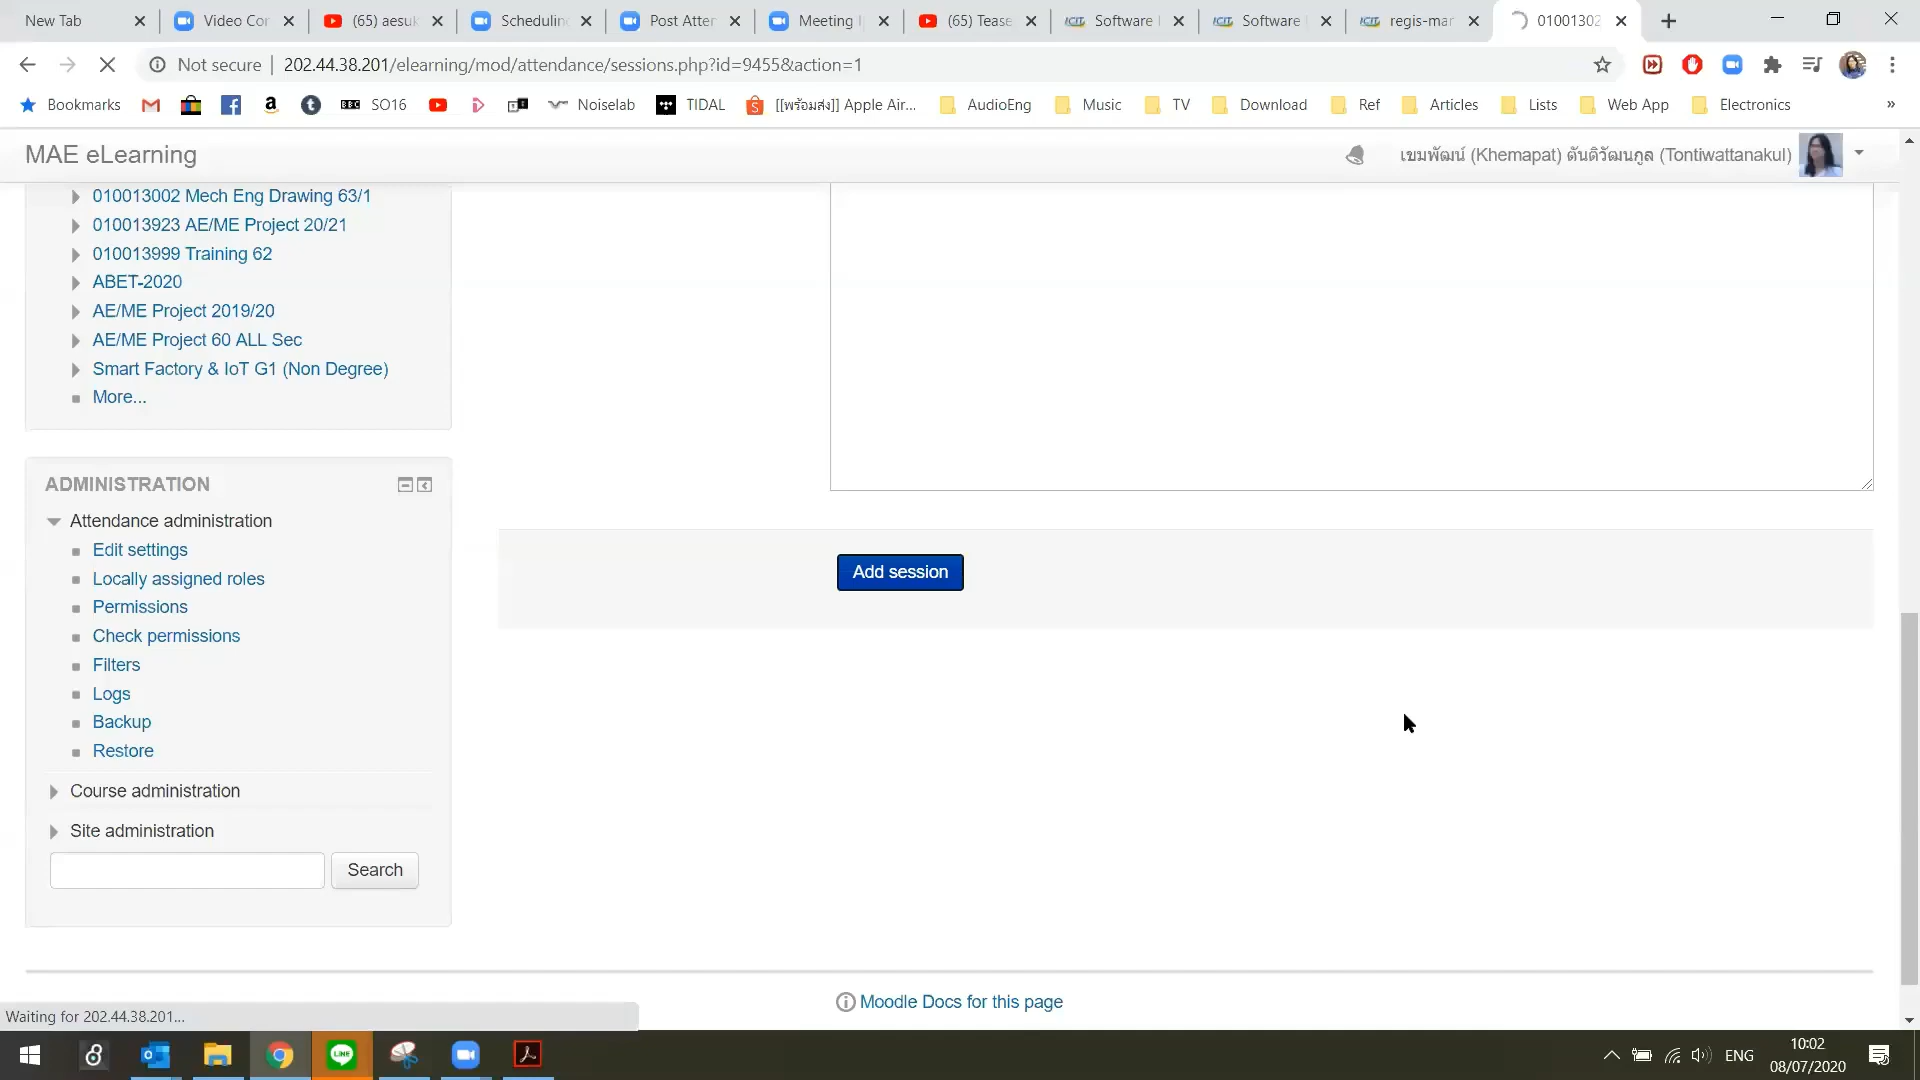 New Tab
Video Cor
(65) aesuk
Scheduling
Post Atter
Meeting I
(65) Tease
Software
Software
regis-mar
01001302
Not secure
202.44.38.201/elearning/mod/attendance/sessions.php?id=9455&action=1
Bookmarks
BBC SO16
Noiselab
TIDAL
[[พร้อมส่ง]] Apple Air...
AudioEng
Music
TV
Download
Ref
Articles
Lists
Web App
Electronics
»
MAE eLearning
เขมพัฒน์ (Khemapat) ตันติวัฒนกูล (Tontiwattanakul)
010013002 Mech Eng Drawing 63/1
010013923 AE/ME Project 20/21
010013999 Training 62
ABET-2020
AE/ME Project 2019/20
AE/ME Project 60 ALL Sec
Smart Factory & IoT G1 (Non Degree)
More...
ADMINISTRATION
Attendance administration
Edit settings
Locally assigned roles
Permissions
Check permissions
Filters
Logs
Backup
Restore
Course administration
Site administration
Search
Add session
Moodle Docs for this page
Waiting for 202.44.38.201...
LINE
ENG
10:02
08/07/2020